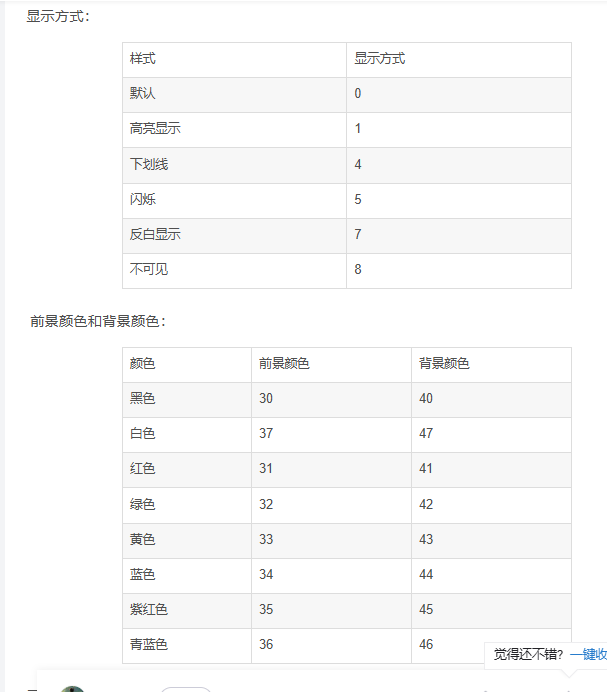 显示方式：
样式 显示方式
默认 0
高亮显示 1
下划线 4
闪烁 5
反白显示 7
不可见 8
前景颜色和背景颜色：
颜色 前景颜色 背景颜色
黑色 30 40
白色 37 47
红色 31 41
绿色 32 42
黄色 33 43
蓝色 34 44
紫红色 35 45
青蓝色 36 46
觉得还不错? 一键收